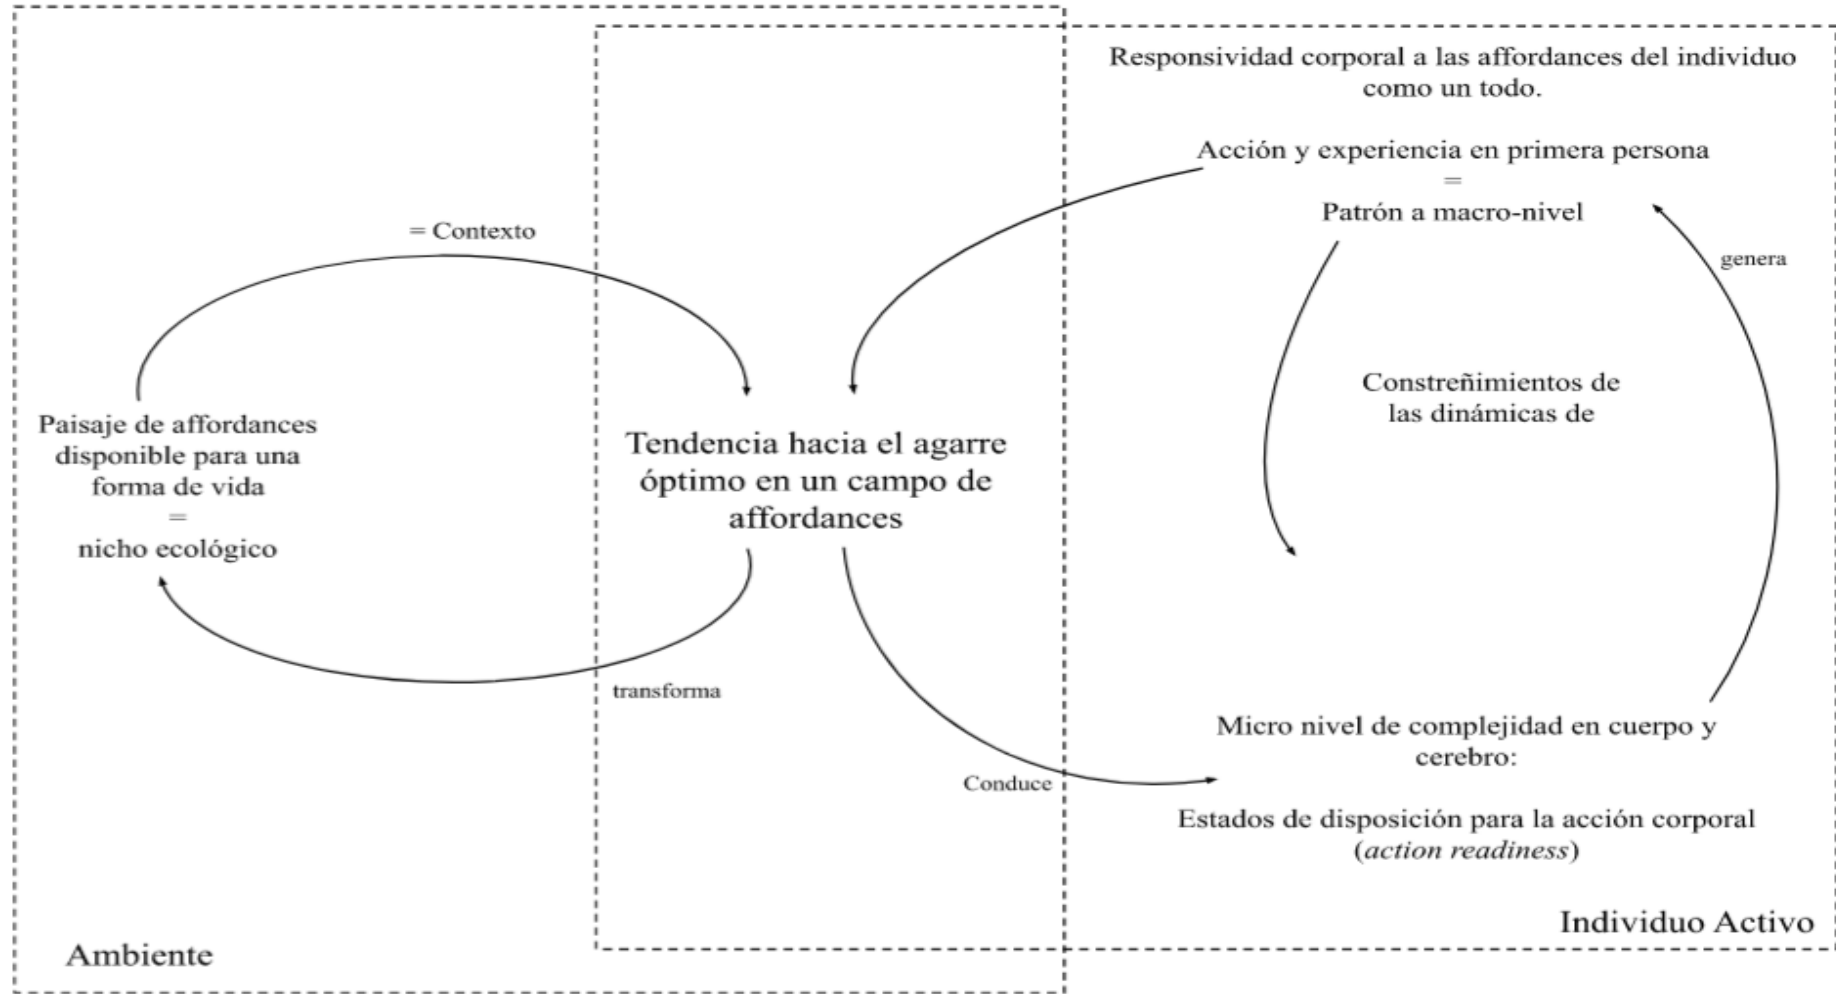 Responsividad corporal a las affordances del individuo
como un todo.
Acción y experiencia en primera persona
=
Patrón a macro-nivel
= Contexto
genera
Paisaje de affordances
disponible para una
forma de vida
=
nicho ecológico
Tendencia hacia el agarre
óptimo en un campo de
affordances
Constreñimientos de
las dinámicas de
transforma
Conduce
Micro nivel de complejidad en cuerpo y
cerebro:
Estados de disposición para la acción corporal
(action readiness)
Individuo Activo
Ambiente